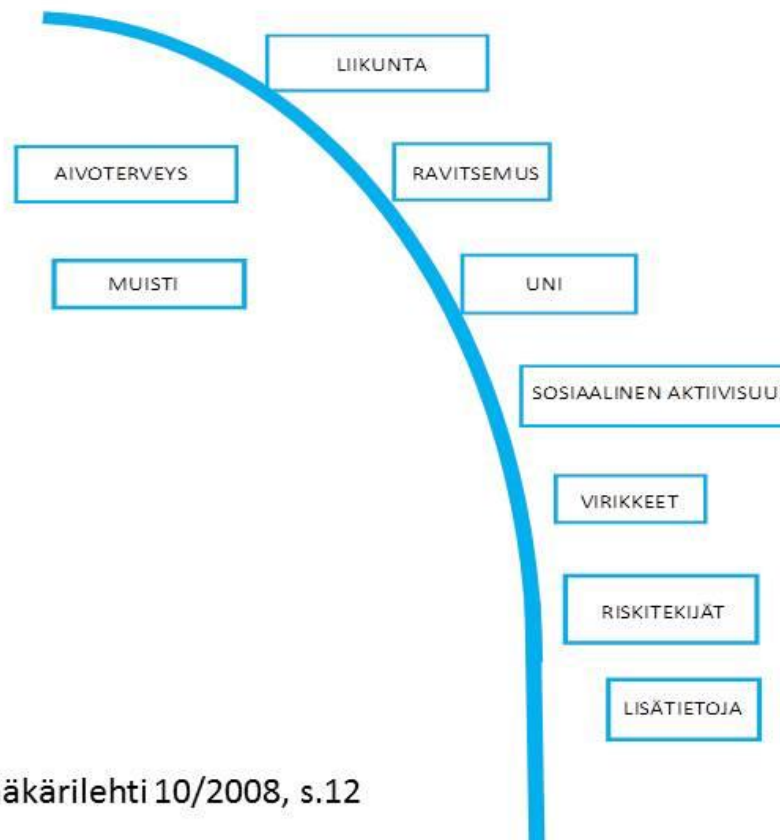 LIIKUNTA
AIVOTERVEYS
RAVITSEMUS
MUISTI
UNI
SOSIAALINEN AKTIIVISUU
VIRIKKEET
RISKITEKIJÄT
LISÄTIETOJA
äkärilehti 10/2008, s.12